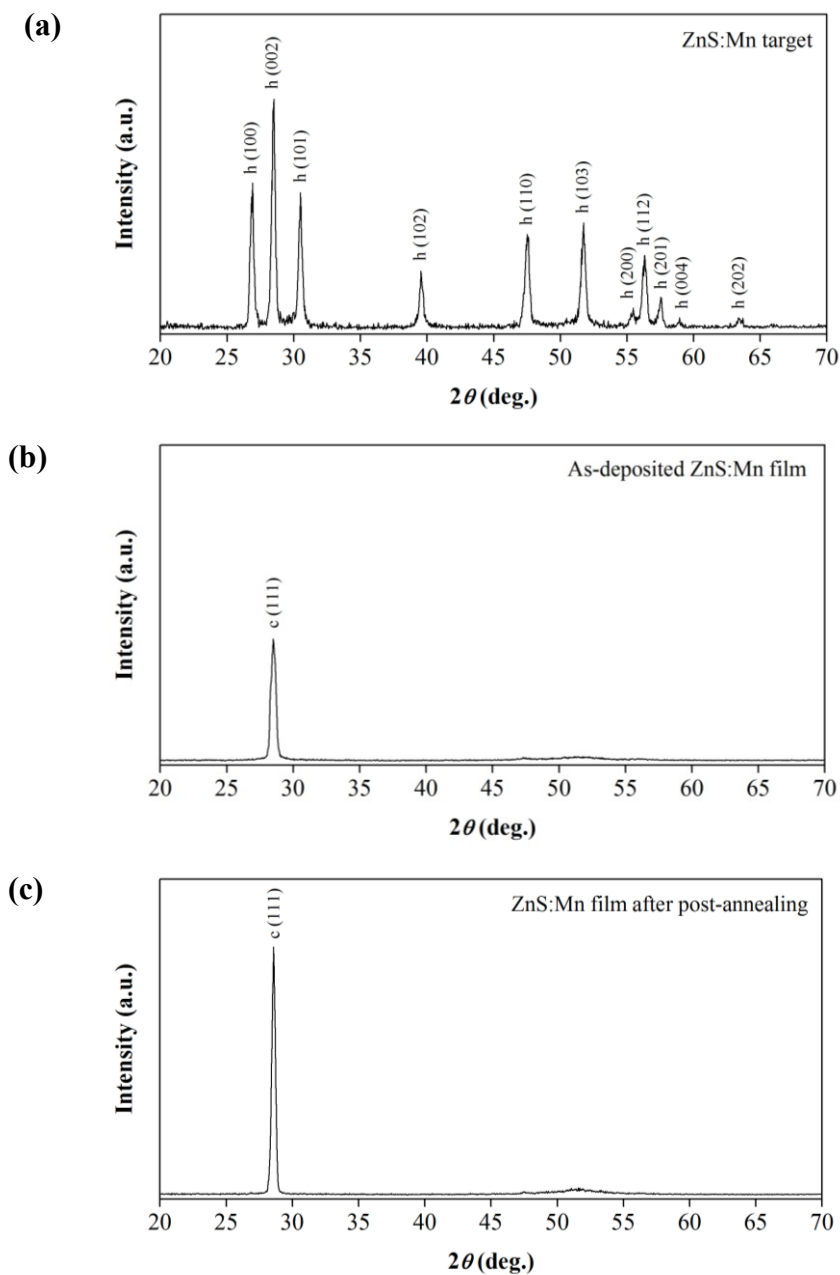 (a)
ZnS:Mn target
Intensity (a.u.)
h (100)
h (002)
h (101)
h (102)
h (110)
h (103)
h (200)
h (112)
h (201)
h (004)
h (202)
20 25 30 35 40 45 50 55 60 65 70
2θ (deg.)
(b)
As-deposited ZnS:Mn film
Intensity (a.u.)
c (111)
20 25 30 35 40 45 50 55 60 65 70
2θ (deg.)
(c)
ZnS:Mn film after post-annealing
Intensity (a.u.)
c (111)
20 25 30 35 40 45 50 55 60 65 70
2θ (deg.)